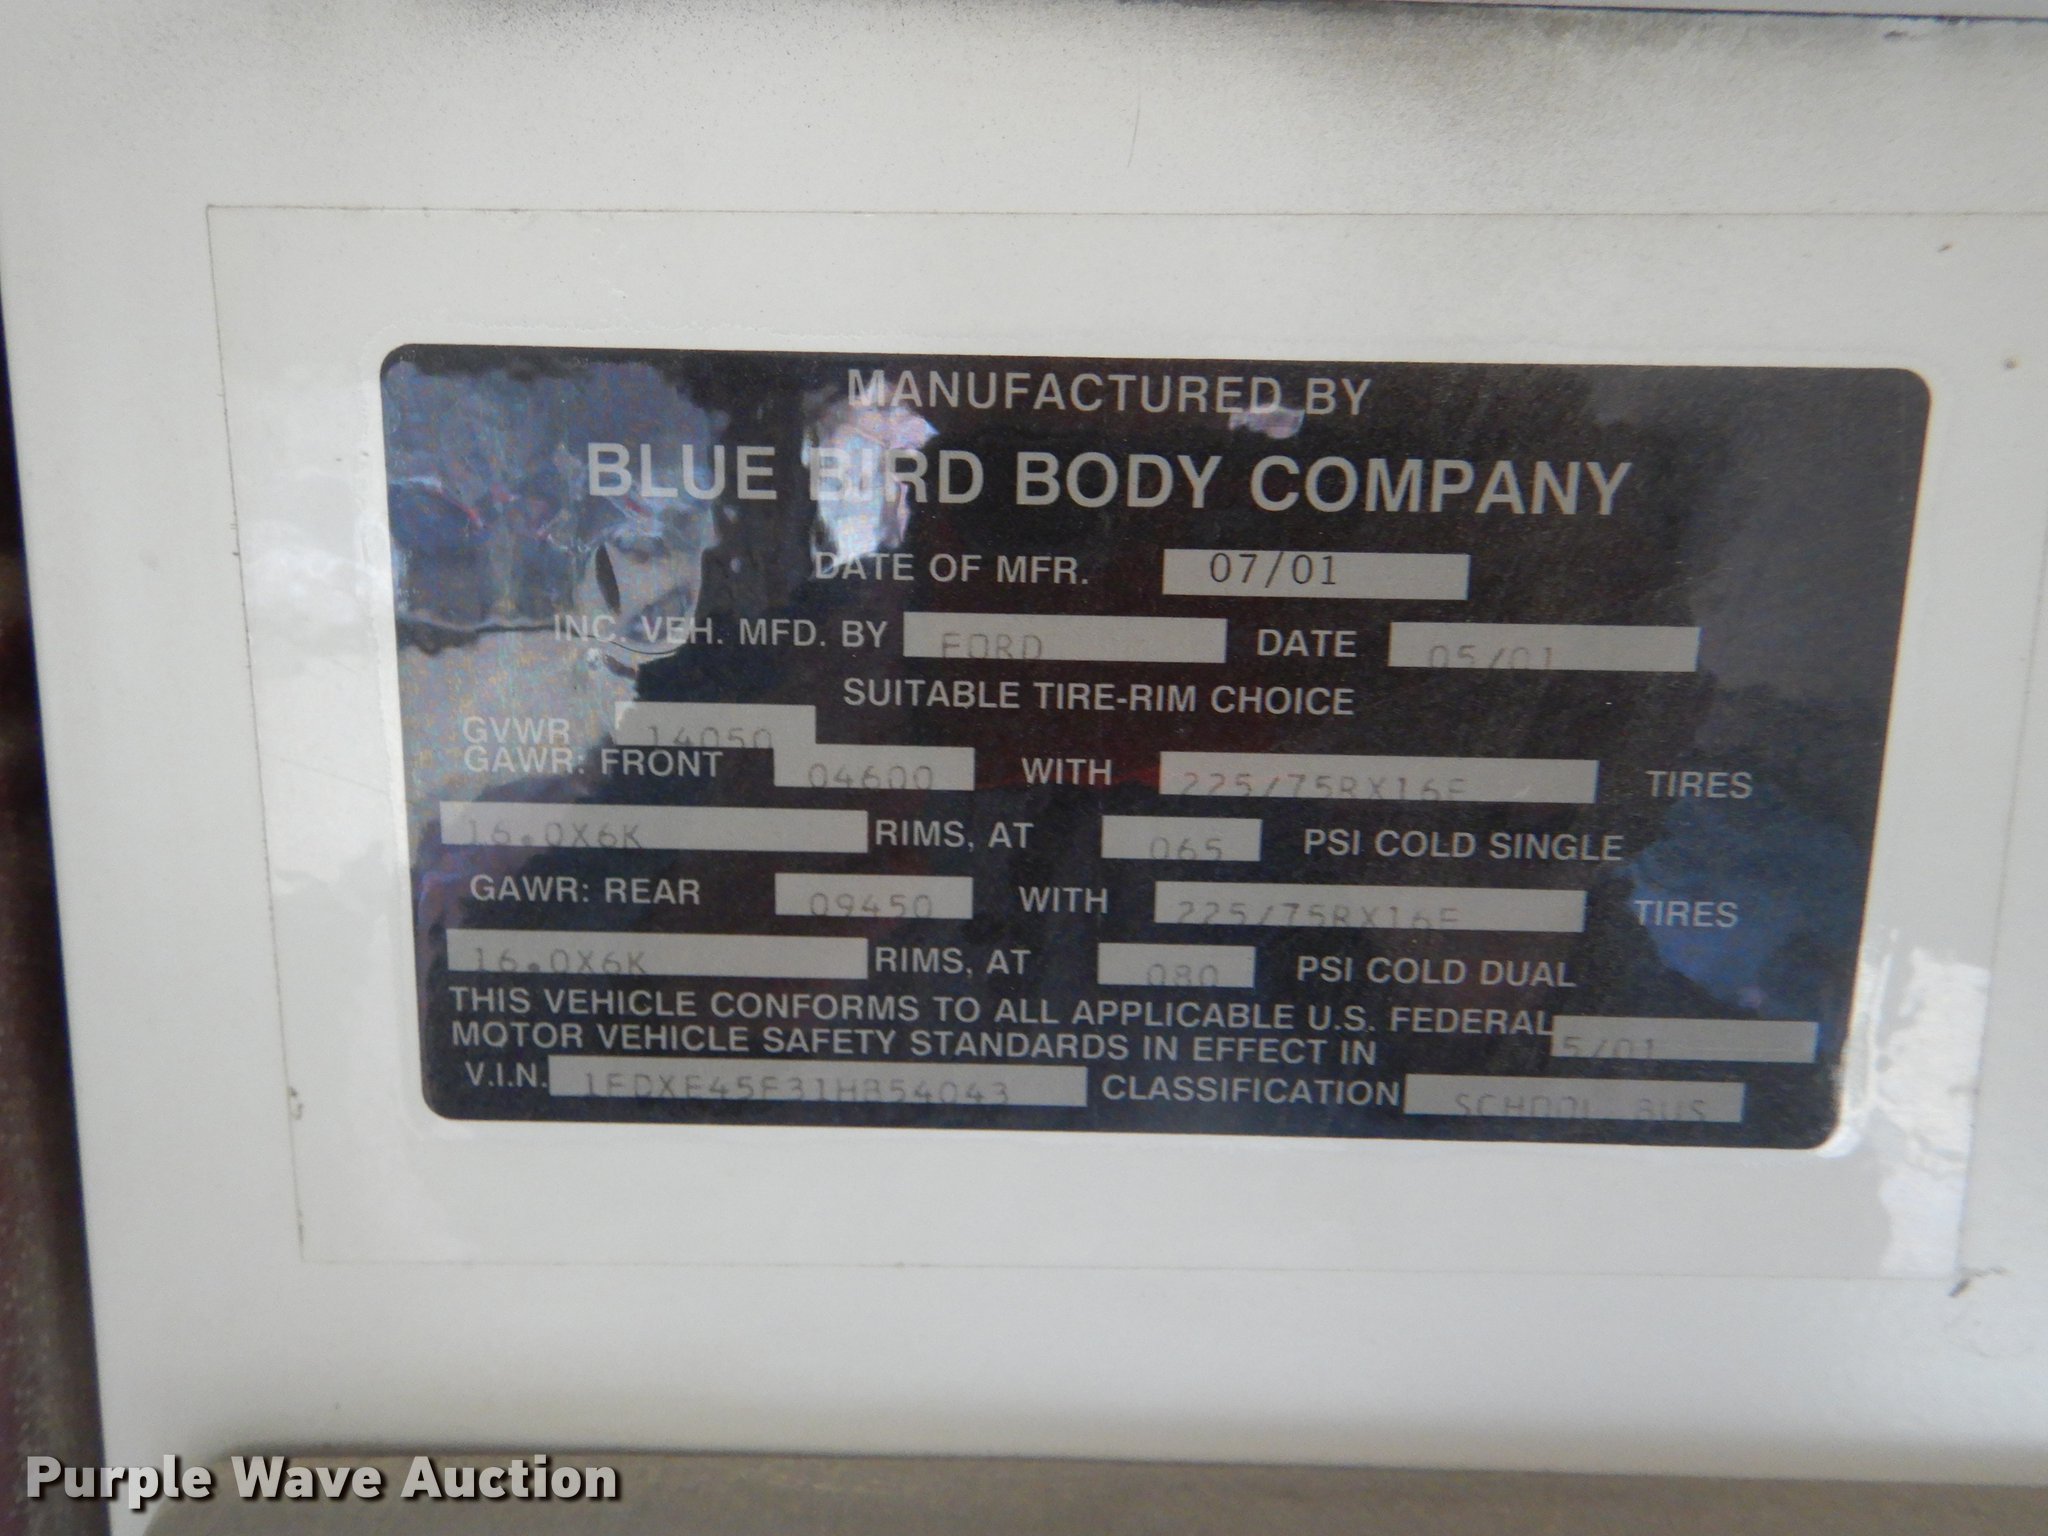 MANUFACTURED BY
BLUE BIRD BODY COMPANY
DATE OF MFR. 07/01
INC. VEH. MFD. BY FORD DATE 05/01
SUITABLE TIRE-RIM CHOICE
GVWR 14050
GAWR: FRONT 04600 WITH 225/75RX16E TIRES
16.0X6K RIMS, AT 065 PSI COLD SINGLE
GAWR: REAR 09450 WITH 225/75RX16E TIRES
16.0X6K RIMS, AT 080 PSI COLD DUAL
THIS VEHICLE CONFORMS TO ALL APPLICABLE U.S. FEDERAL
MOTOR VEHICLE SAFETY STANDARDS IN EFFECT IN 5/01
V.I.N. 1FDXE45F31HB54043 CLASSIFICATION SCHOOL BUS
Purple Wave Auction